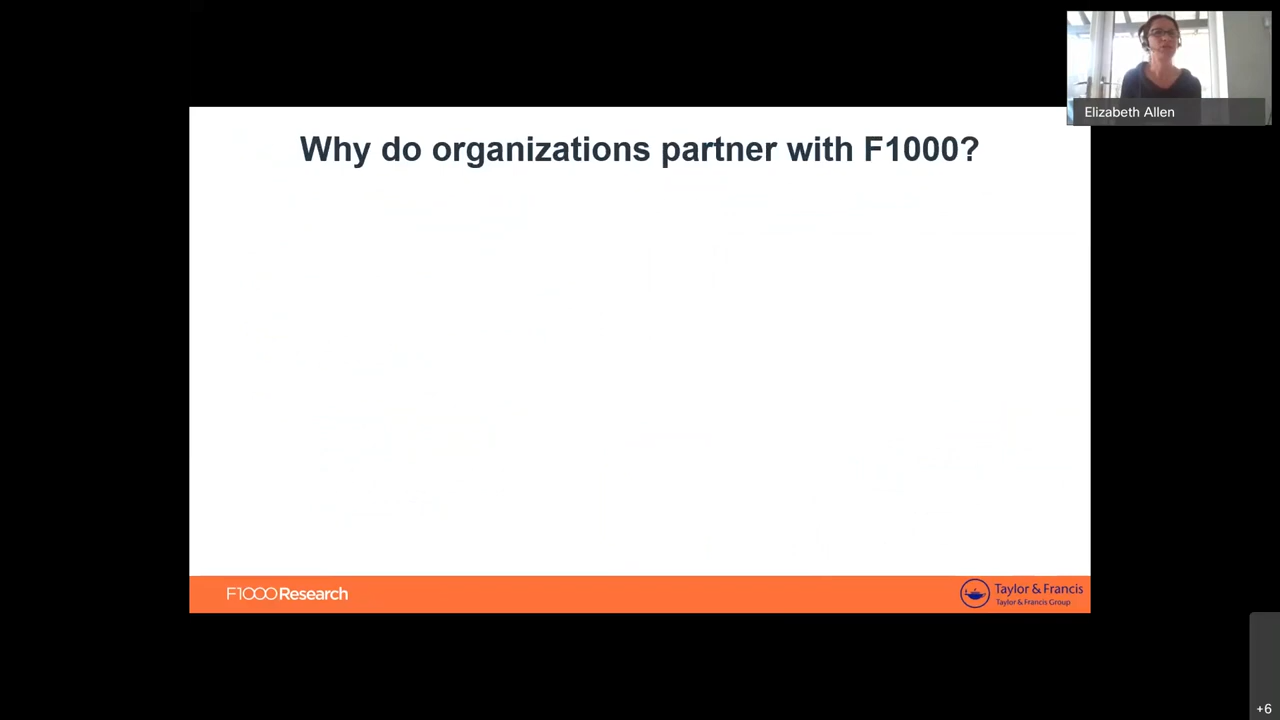 Elizabeth Allen
Why do organizations partner with F1000?
F1000Research
Taylor & Francis
Taylor & Francis Group
+6